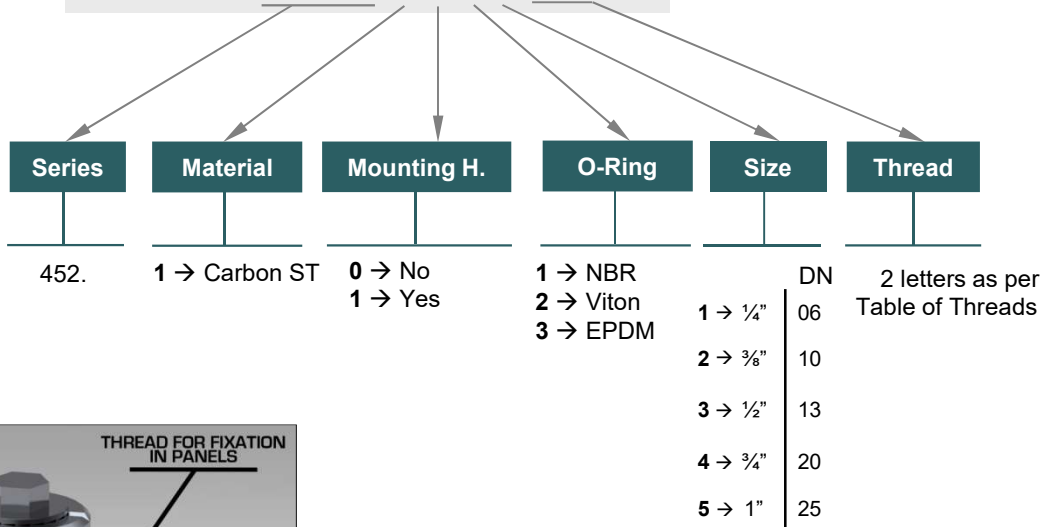 Series
Material
Mounting H.
O-Ring
Size
Thread
452.
1 → Carbon ST
0 → No
1 → Yes
1 → NBR
2 → Viton
3 → EPDM
DN
1 → ¼” 06
2 → ⅜” 10
3 → ½” 13
4 → ¾” 20
5 → 1” 25
2 letters as per
Table of Threads
THREAD FOR FIXATION
IN PANELS